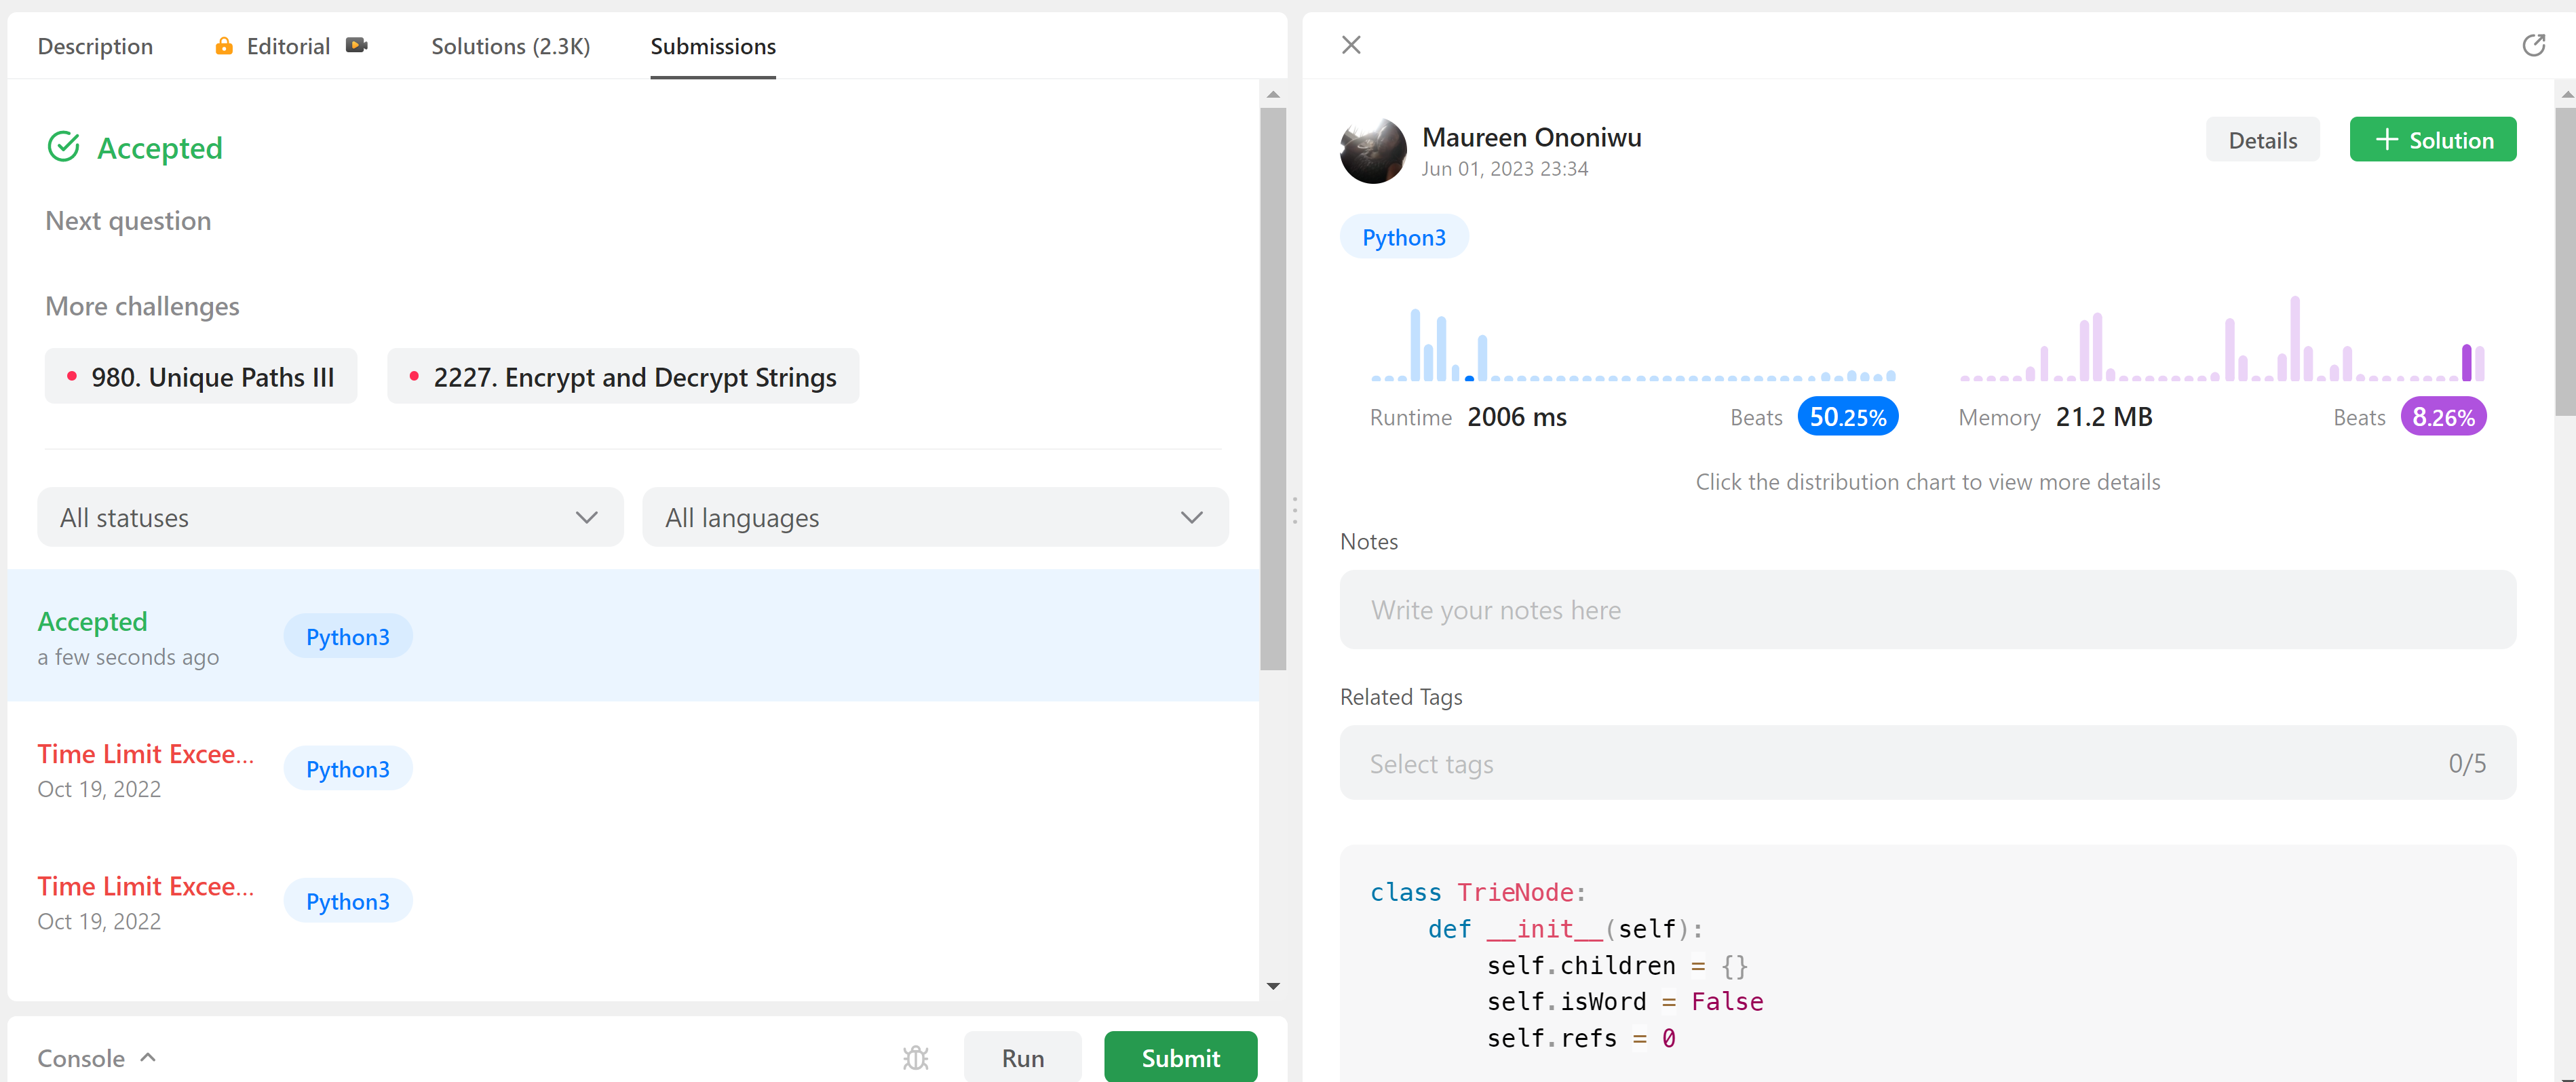 Description
Editorial
Solutions (2.3K)
Submissions
Accepted
Next question
More challenges
980. Unique Paths III
2227. Encrypt and Decrypt Strings
All statuses
All languages
Accepted
a few seconds ago
Python3
Time Limit Excee...
Oct 19, 2022
Python3
Time Limit Excee...
Oct 19, 2022
Python3
Console
Run
Submit
Maureen Ononiwu
Jun 01, 2023 23:34
Details
+ Solution
Python3
Runtime 2006 ms
Beats 50.25%
Memory 21.2 MB
Beats 8.26%
Click the distribution chart to view more details
Notes
Write your notes here
Related Tags
Select tags
0/5
class TrieNode:
    def __init__(self):
        self.children = {}
        self.isWord = False
        self.refs = 0